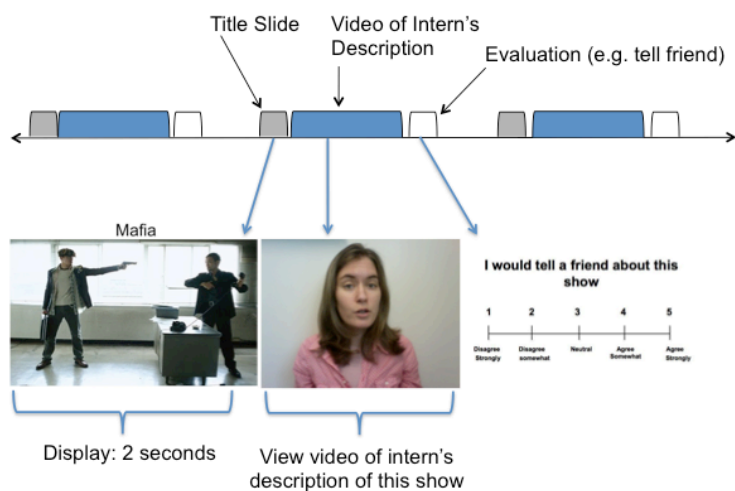 Title Slide
Video of Intern's
Description
Evaluation (e.g. tell friend)
Mafia
I would tell a friend about this
show
1 2 3 4 5
Disagree Strongly
Disagree somewhat
Neutral
Agree Somewhat
Agree Strongly
Display: 2 seconds
View video of intern's
description of this show